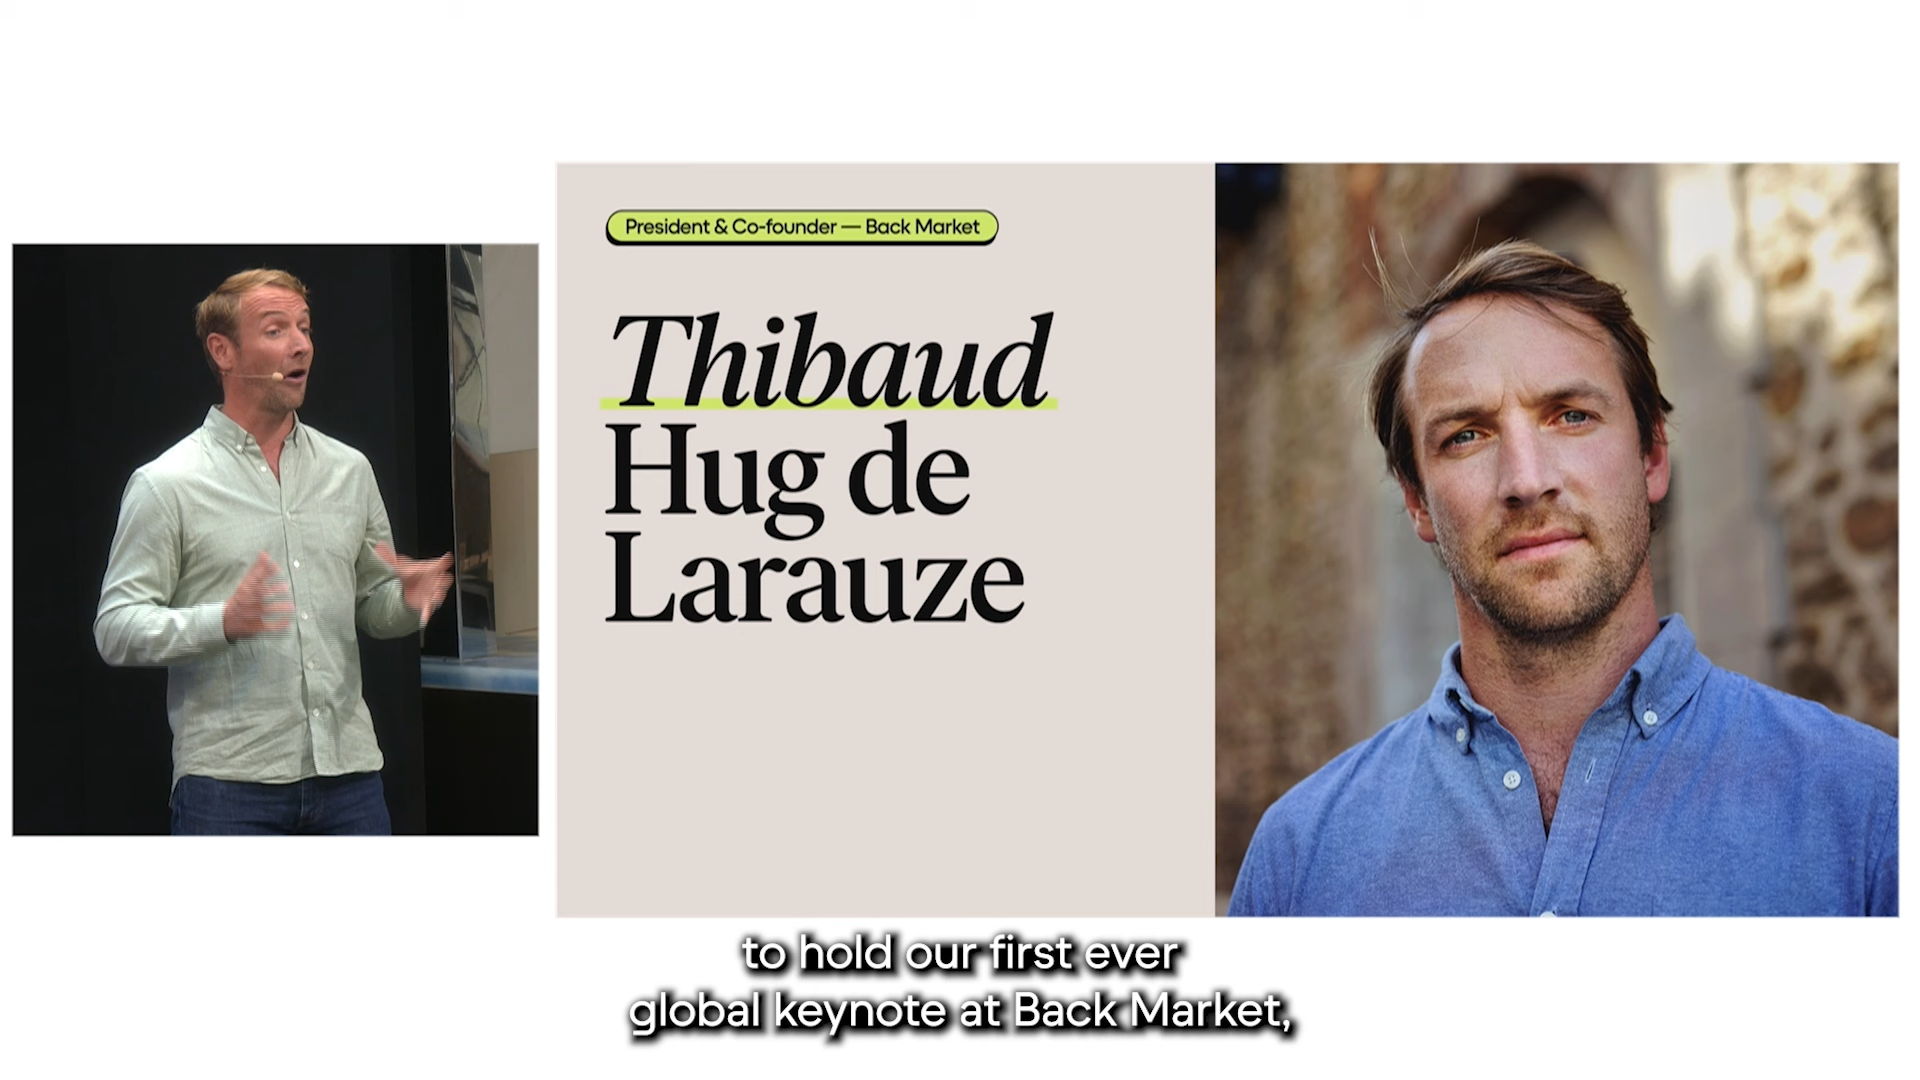 President & Co-founder — Back Market
Thibaud
Hug de
Larauze
to hold our first ever
global keynote at Back Market,